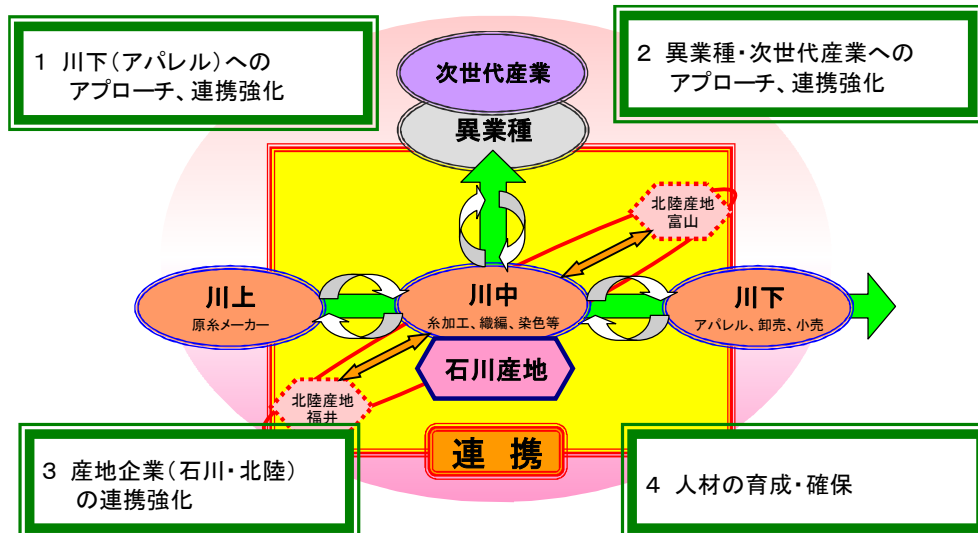 1 川下(アパレル)への
アプローチ、連携強化
2 異業種・次世代産業への
アプローチ、連携強化
次世代産業
異業種
北陸産地
富山
川上
原糸メーカー
川中
糸加工、織編、染色等
川下
アパレル、卸売、小売
石川産地
北陸産地
福井
連 携
3 産地企業(石川・北陸)
の連携強化
4 人材の育成・確保